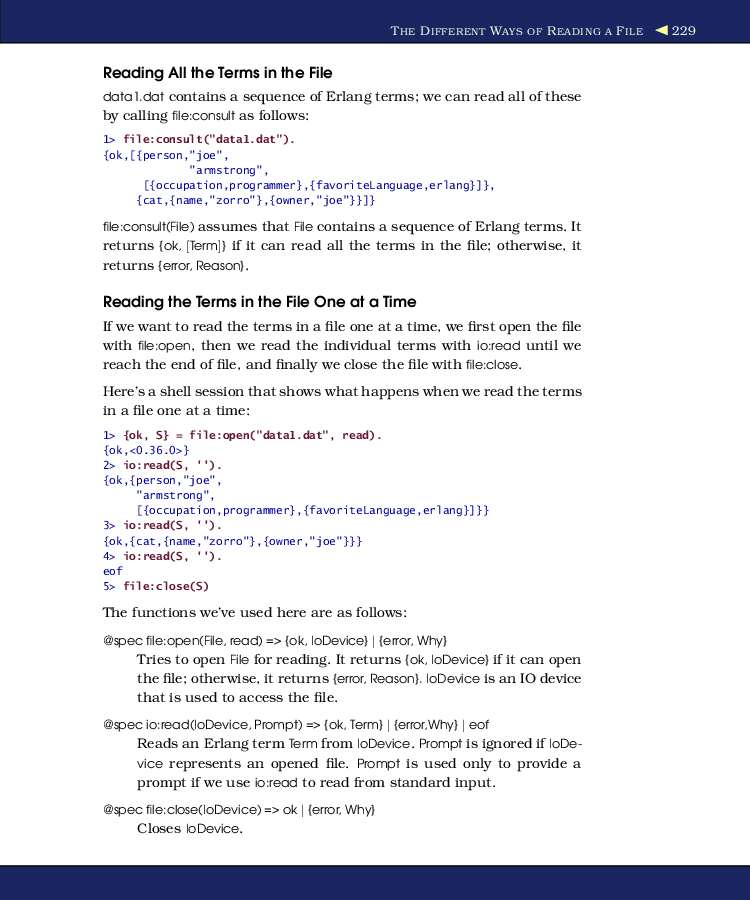 THE DIFFERENT WAYS OF READING A FILE ◀ 229
Reading All the Terms in the File
data1.dat contains a sequence of Erlang terms; we can read all of these
by calling file:consult as follows:
1> file:consult("data1.dat").
{ok,[{person,"joe",
"armstrong",
[{occupation,programmer},{favoriteLanguage,erlang}]},
{cat,{name,"zorro"},{owner,"joe"}}]}
file:consult(File) assumes that File contains a sequence of Erlang terms. It
returns {ok, [Term]} if it can read all the terms in the file; otherwise, it
returns {error, Reason}.
Reading the Terms in the File One at a Time
If we want to read the terms in a file one at a time, we first open the file
with file:open, then we read the individual terms with io:read until we
reach the end of file, and finally we close the file with file:close.
Here's a shell session that shows what happens when we read the terms
in a file one at a time:
1> {ok, S} = file:open("data1.dat", read).
{ok,<0.36.0>}
2> io:read(S, '').
{ok,{person,"joe",
"armstrong",
[{occupation,programmer},{favoriteLanguage,erlang}]}}
3> io:read(S, '').
{ok,{cat,{name,"zorro"},{owner,"joe"}}}
4> io:read(S, '').
eof
5> file:close(S)
The functions we've used here are as follows:
@spec file:open(File, read) => {ok, IoDevice} | {error, Why}
Tries to open File for reading. It returns {ok, IoDevice} if it can open
the file; otherwise, it returns {error, Reason}. IoDevice is an IO device
that is used to access the file.
@spec io:read(IoDevice, Prompt) => {ok, Term} | {error,Why} | eof
Reads an Erlang term Term from IoDevice. Prompt is ignored if IoDe-
vice represents an opened file. Prompt is used only to provide a
prompt if we use io:read to read from standard input.
@spec file:close(IoDevice) => ok | {error, Why}
Closes IoDevice.